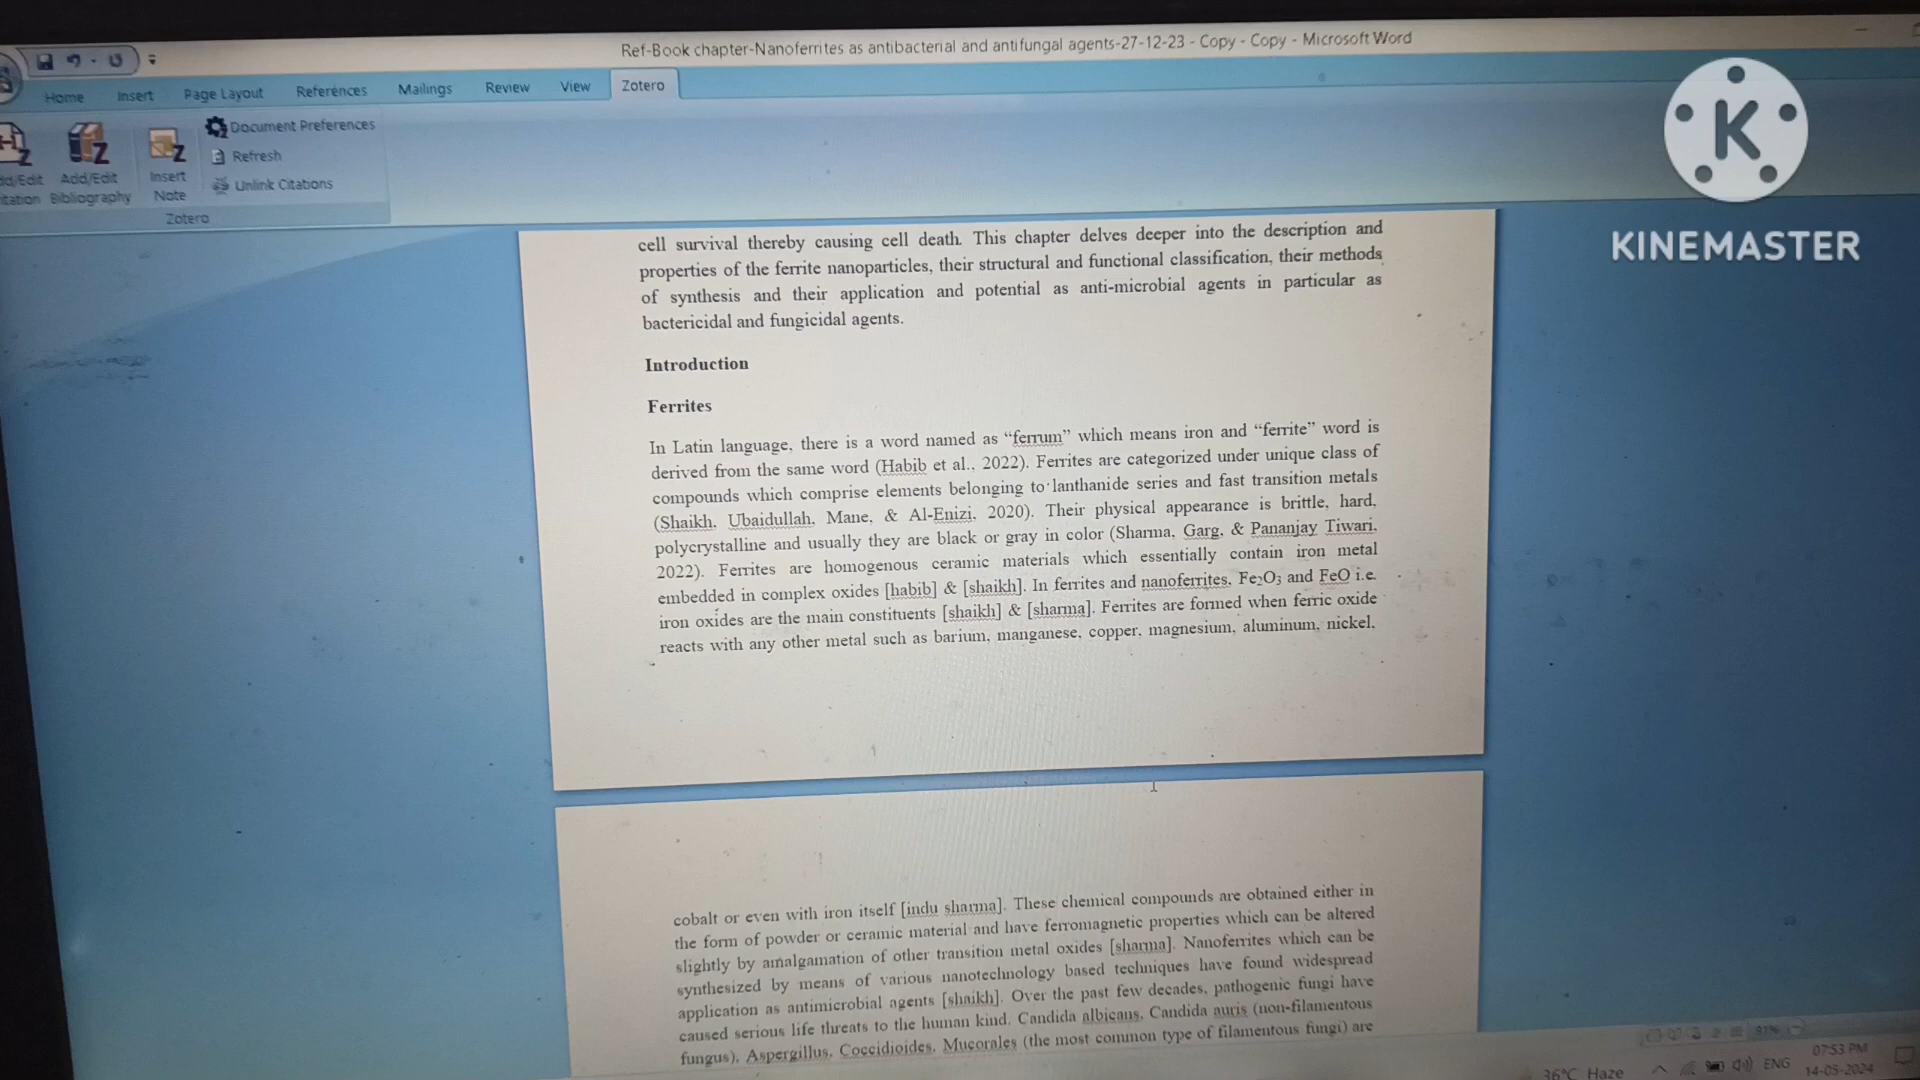 Ref-Book chapter-Nanoferrites as antibacterial and antifungal agents-27-12-23 - Copy - Copy - Microsoft Word
Home Insert Page Layout References Mailings Review View Zotero
Document Preferences
Refresh
Unlink Citations
Add/Edit
Bibliography
Insert
Note
Zotero
K
KINEMASTER
cell survival thereby causing cell death. This chapter delves deeper into the description and
properties of the ferrite nanoparticles, their structural and functional classification, their methods
of synthesis and their application and potential as anti-microbial agents in particular as
bactericidal and fungicidal agents.
Introduction
Ferrites
In Latin language, there is a word named as “ferrum” which means iron and “ferrite” word is
derived from the same word (Habib et al., 2022). Ferrites are categorized under unique class of
compounds which comprise elements belonging to lanthanide series and fast transition metals
(Shaikh, Ubaidullah, Mane, & Al-Enizi, 2020). Their physical appearance is brittle, hard,
polycrystalline and usually they are black or gray in color (Sharma, Garg, & Pananjay Tiwari,
2022). Ferrites are homogenous ceramic materials which essentially contain iron metal
embedded in complex oxides [habib] & [shaikh]. In ferrites and nanoferrites, Fe₂O₃ and FeO i.e.
iron oxides are the main constituents [shaikh] & [sharma]. Ferrites are formed when ferric oxide
reacts with any other metal such as barium, manganese, copper, magnesium, aluminum, nickel,
cobalt or even with iron itself [indu sharma]. These chemical compounds are obtained either in
the form of powder or ceramic material and have ferromagnetic properties which can be altered
slightly by amalgamation of other transition metal oxides [sharma]. Nanoferrites which can be
synthesized by means of various nanotechnology based techniques have found widespread
application as antimicrobial agents [shaikh]. Over the past few decades, pathogenic fungi have
caused serious life threats to the human kind. Candida albicans, Candida auris (non-filamentous
fungus), Aspergillus, Coccidioides, Mucorales (the most common type of filamentous fungi) are
91%
36°C Haze ENG
07:53 PM
14-05-2024